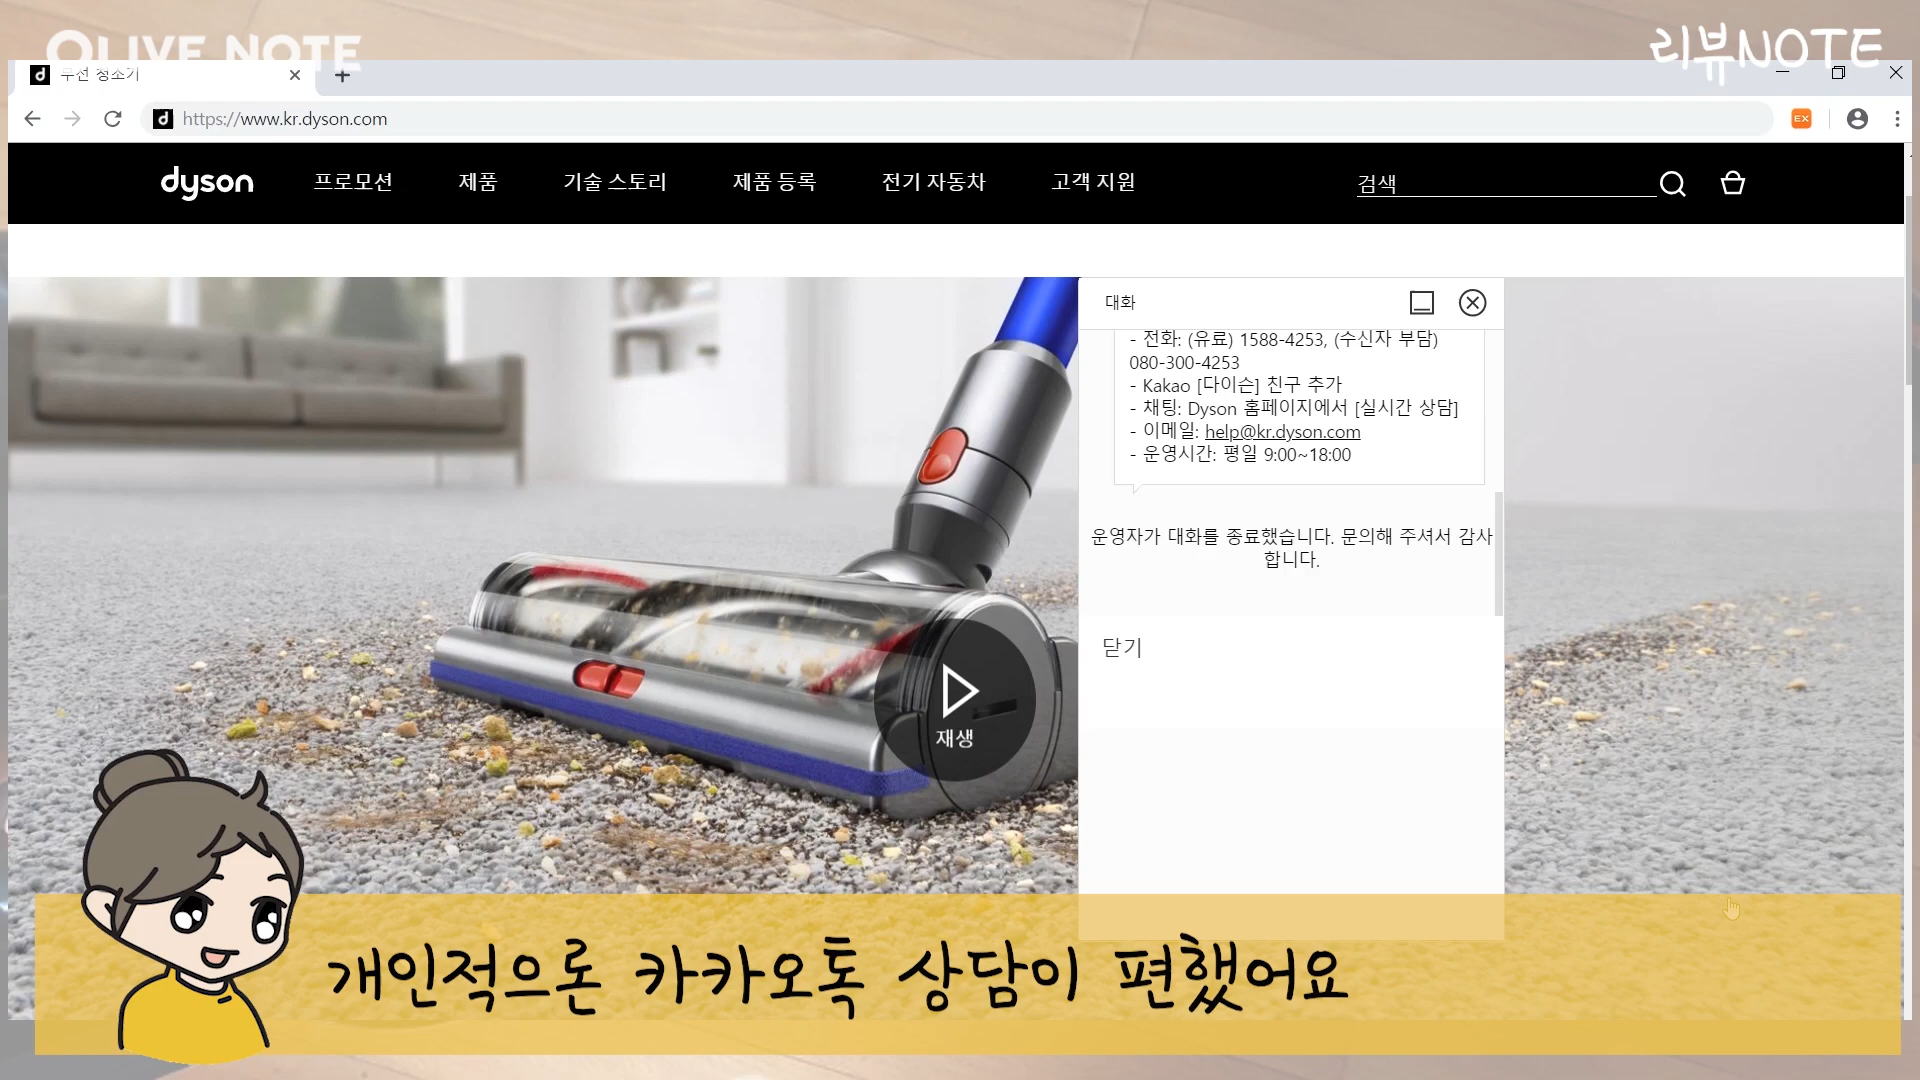 OLIVE NOTE
리뷰NOTE
무선 청소기
https://www.kr.dyson.com
EX
dyson 프로모션 제품 기술 스토리 제품 등록 전기 자동차 고객 지원 검색
대화
- 전화: (유료) 1588-4253, (수신자 부담)
080-300-4253
- Kakao [다이슨] 친구 추가
- 채팅: Dyson 홈페이지에서 [실시간 상담]
- 이메일: help@kr.dyson.com
- 운영시간: 평일 9:00~18:00
운영자가 대화를 종료했습니다. 문의해 주셔서 감사
합니다.
닫기
재생
개인적으론 카카오톡 상담이 편했어요